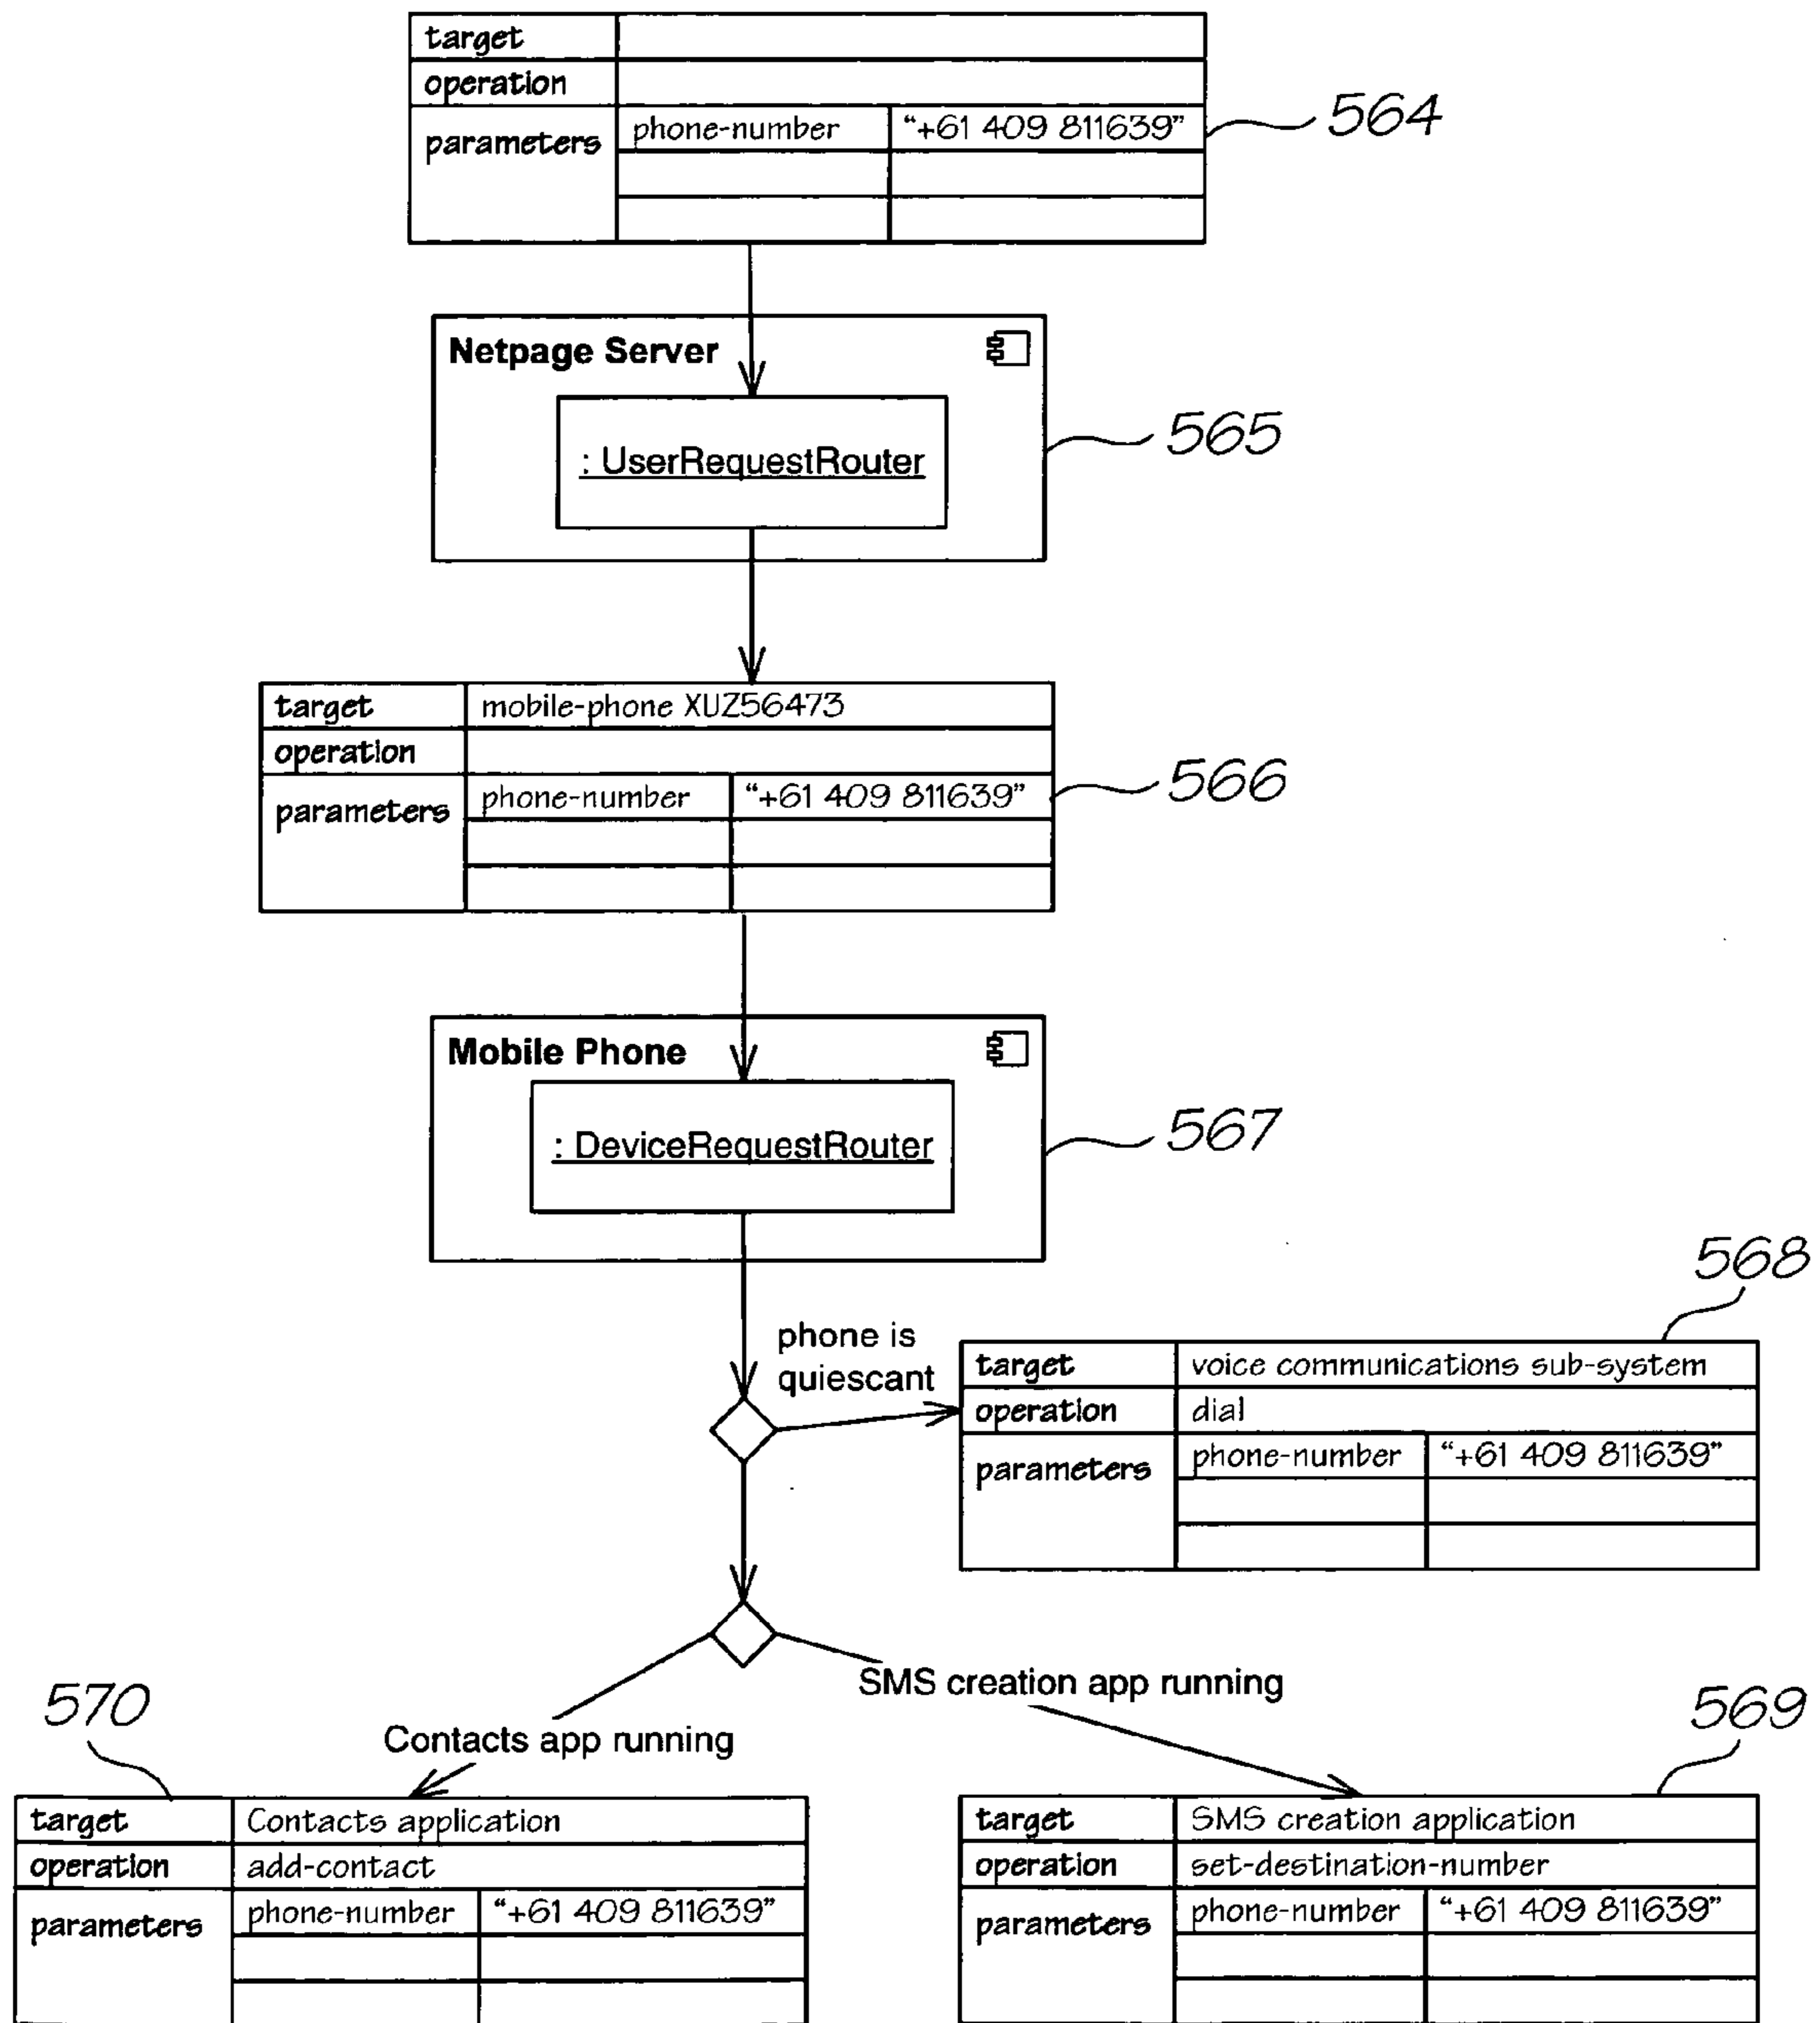 target
operation
parameters phone-number “+61 409 811639”
564
Netpage Server
: UserRequestRouter
565
target mobile-phone XUZ56473
operation
parameters phone-number “+61 409 811639”
566
Mobile Phone
: DeviceRequestRouter
567
phone is
quiescant
568
target voice communications sub-system
operation dial
parameters phone-number “+61 409 811639”
SMS creation app running
Contacts app running
570
target Contacts application
operation add-contact
parameters phone-number “+61 409 811639”
569
target SMS creation application
operation set-destination-number
parameters phone-number “+61 409 811639”